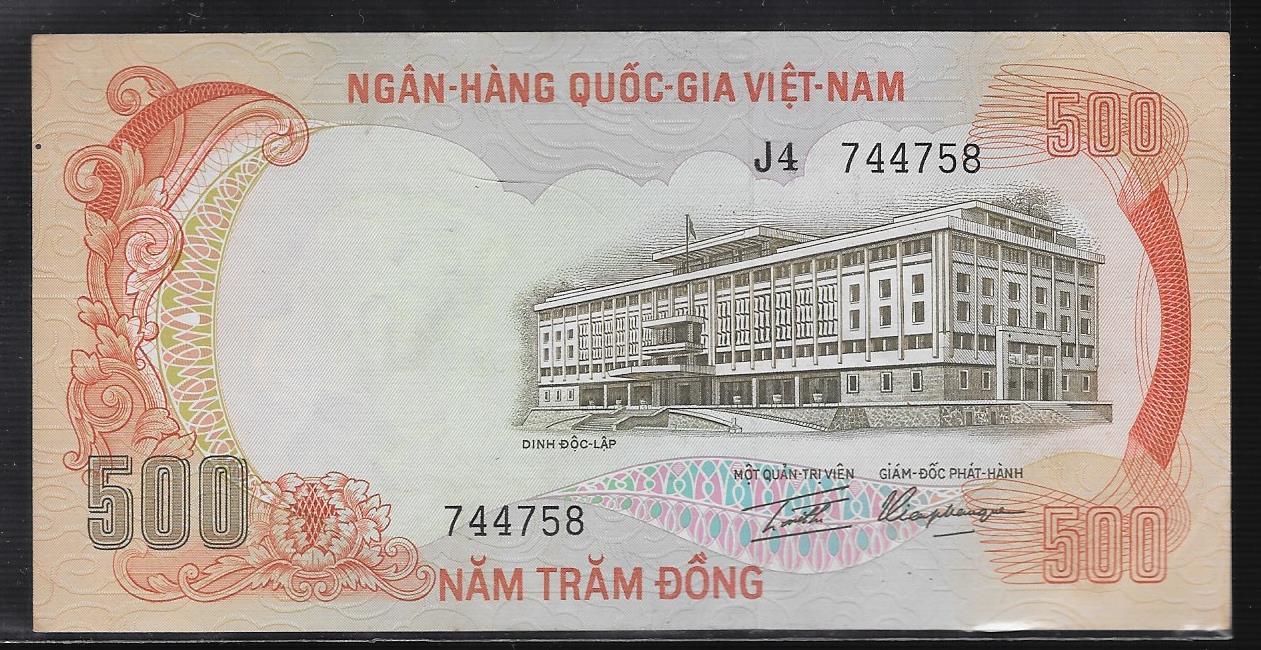 NGÂN-HÀNG QUỐC-GIA VIỆT-NAM
500
J4 744758
DINH ĐỘC-LẬP
MỘT QUẢN-TRỊ VIÊN GIÁM-ĐỐC PHÁT-HÀNH
500
744758
500
NĂM TRĂM ĐỒNG